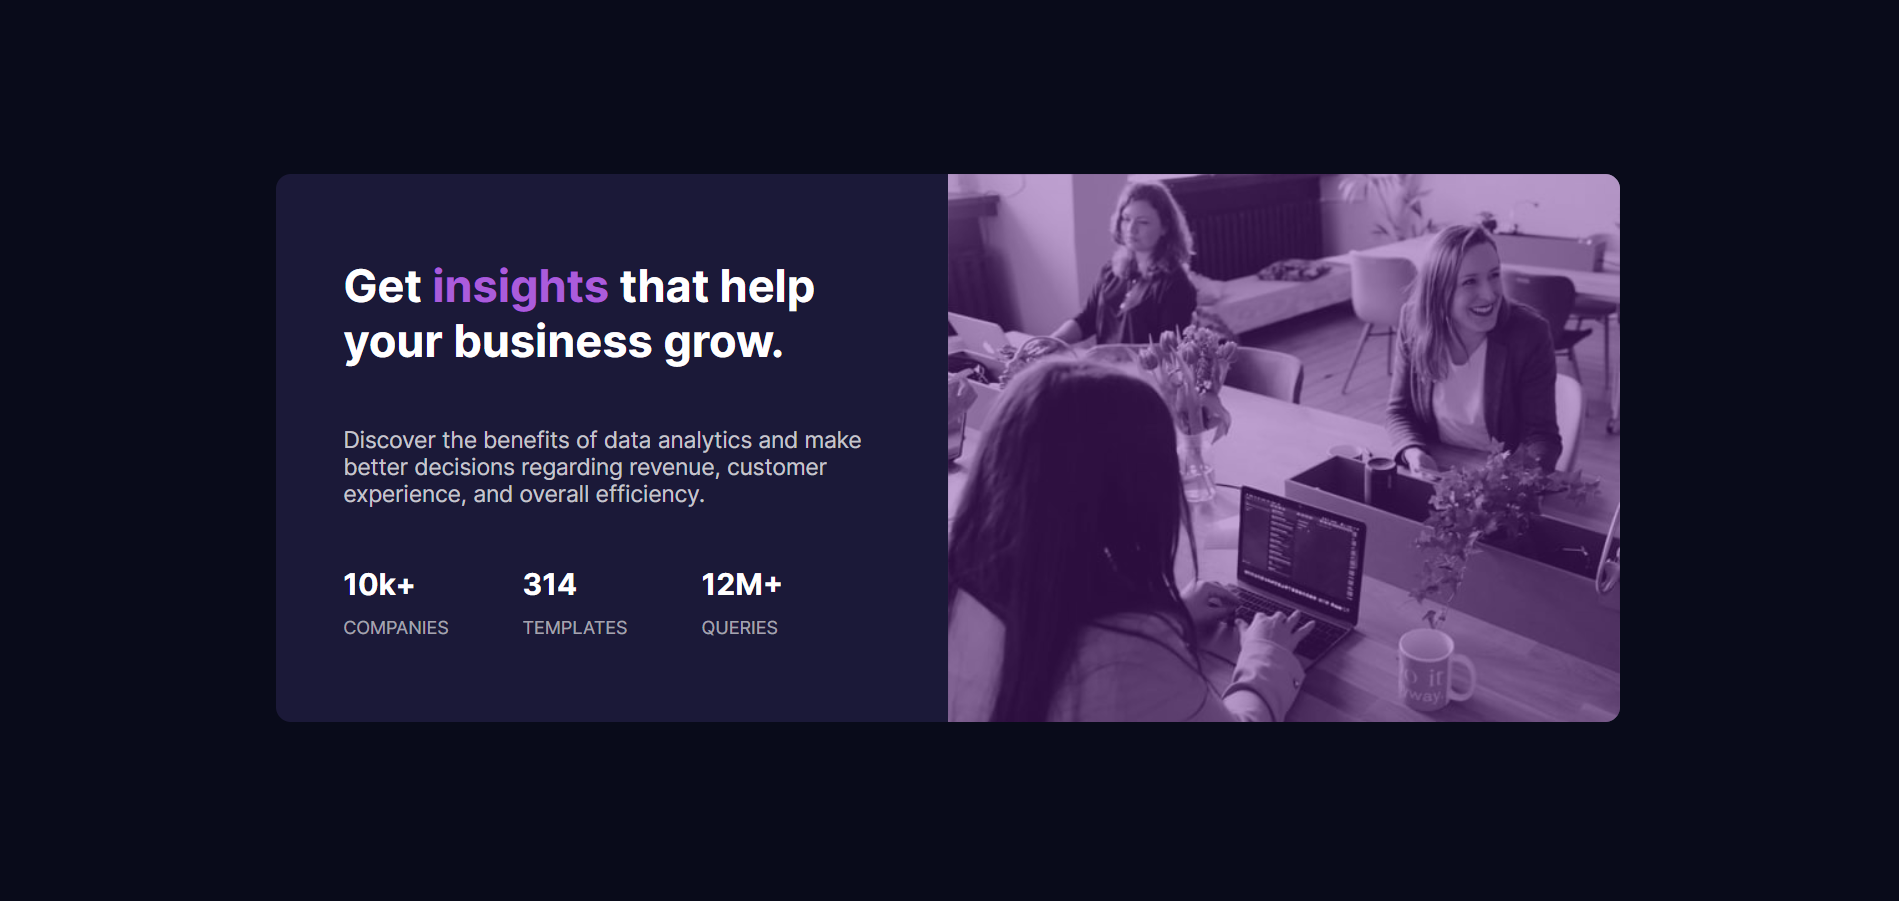 Get insights that help
your business grow.
Discover the benefits of data analytics and make
better decisions regarding revenue, customer
experience, and overall efficiency.
10k+ 314 12M+
COMPANIES TEMPLATES QUERIES